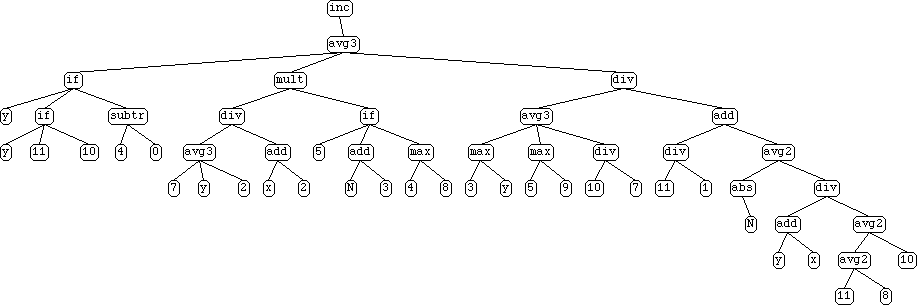 inc
avg3
if mult div
y if subtr div if avg3 add
y 11 10 4 0 avg3 add 5 add max max max div div avg2
7 y 2 x 2 N 3 4 8 3 y 5 9 10 7 11 1 abs div
N add avg2
y x avg2 10
11 8